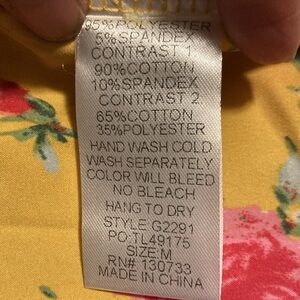 95%POLYESTER
5%SPANDEX
CONTRAST 1
90%COTTON
10%SPANDEX
CONTRAST 2
65%COTTON
35%POLYESTER
HAND WASH COLD
WASH SEPARATELY
COLOR WILL BLEED
NO BLEACH
HANG TO DRY
STYLE:G2291
PO:TL49175
SIZE:M
RN# 130733
MADE IN CHINA